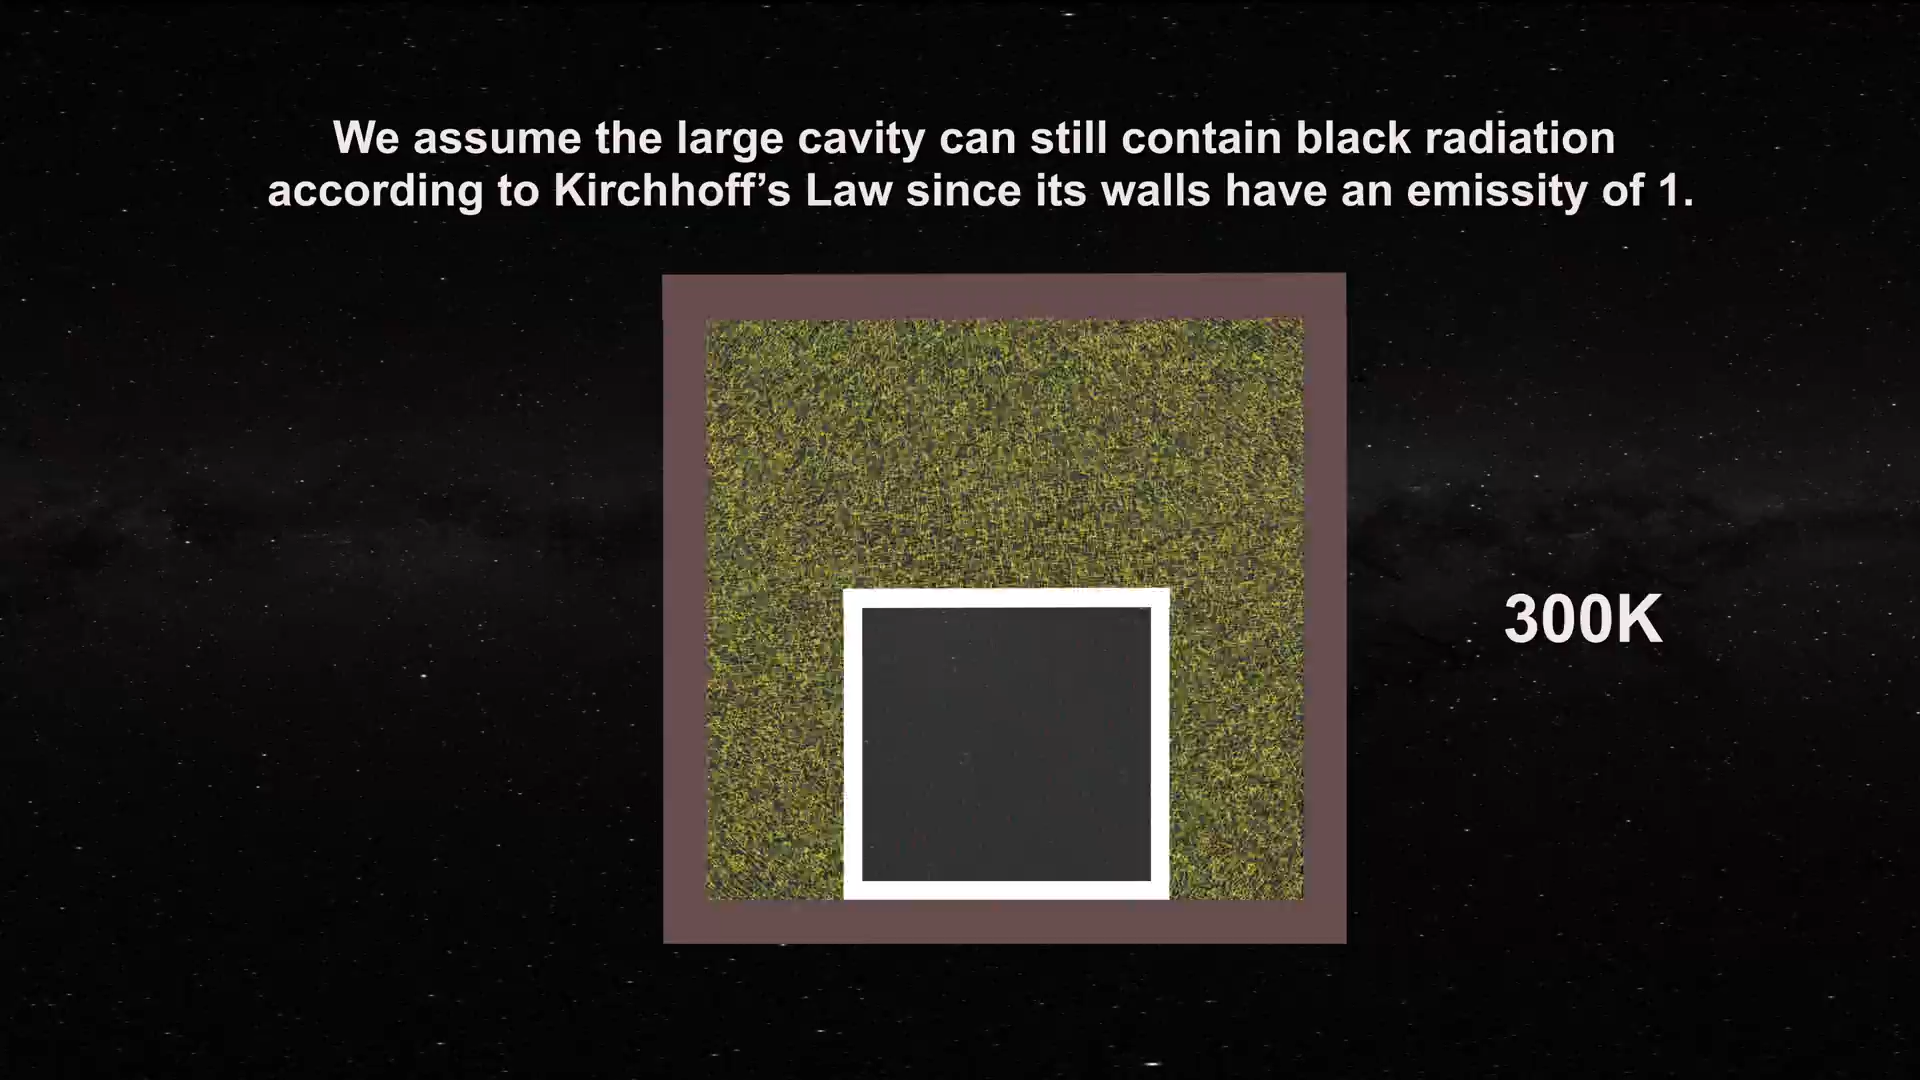 We assume the large cavity can still contain black radiation
according to Kirchhoff’s Law since its walls have an emissity of 1.
300K